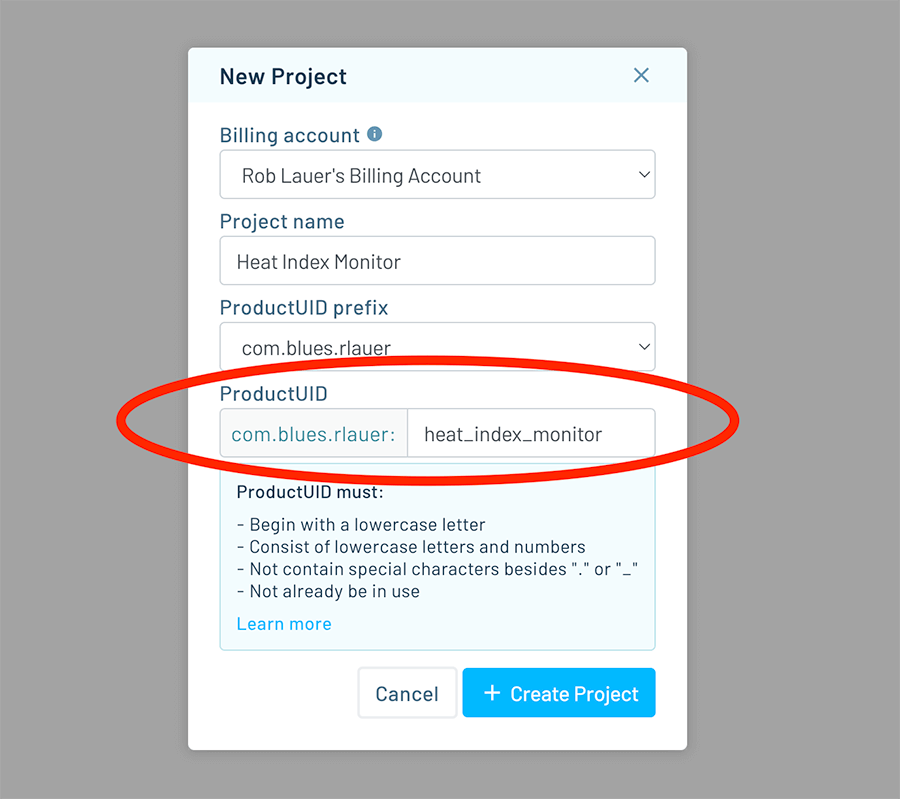 New Project
Billing account
Rob Lauer's Billing Account
Project name
Heat Index Monitor
ProductUID prefix
com.blues.rlauer
ProductUID
com.blues.rlauer: heat_index_monitor
ProductUID must:
- Begin with a lowercase letter
- Consist of lowercase letters and numbers
- Not contain special characters besides "." or "_"
- Not already be in use
Learn more
Cancel + Create Project